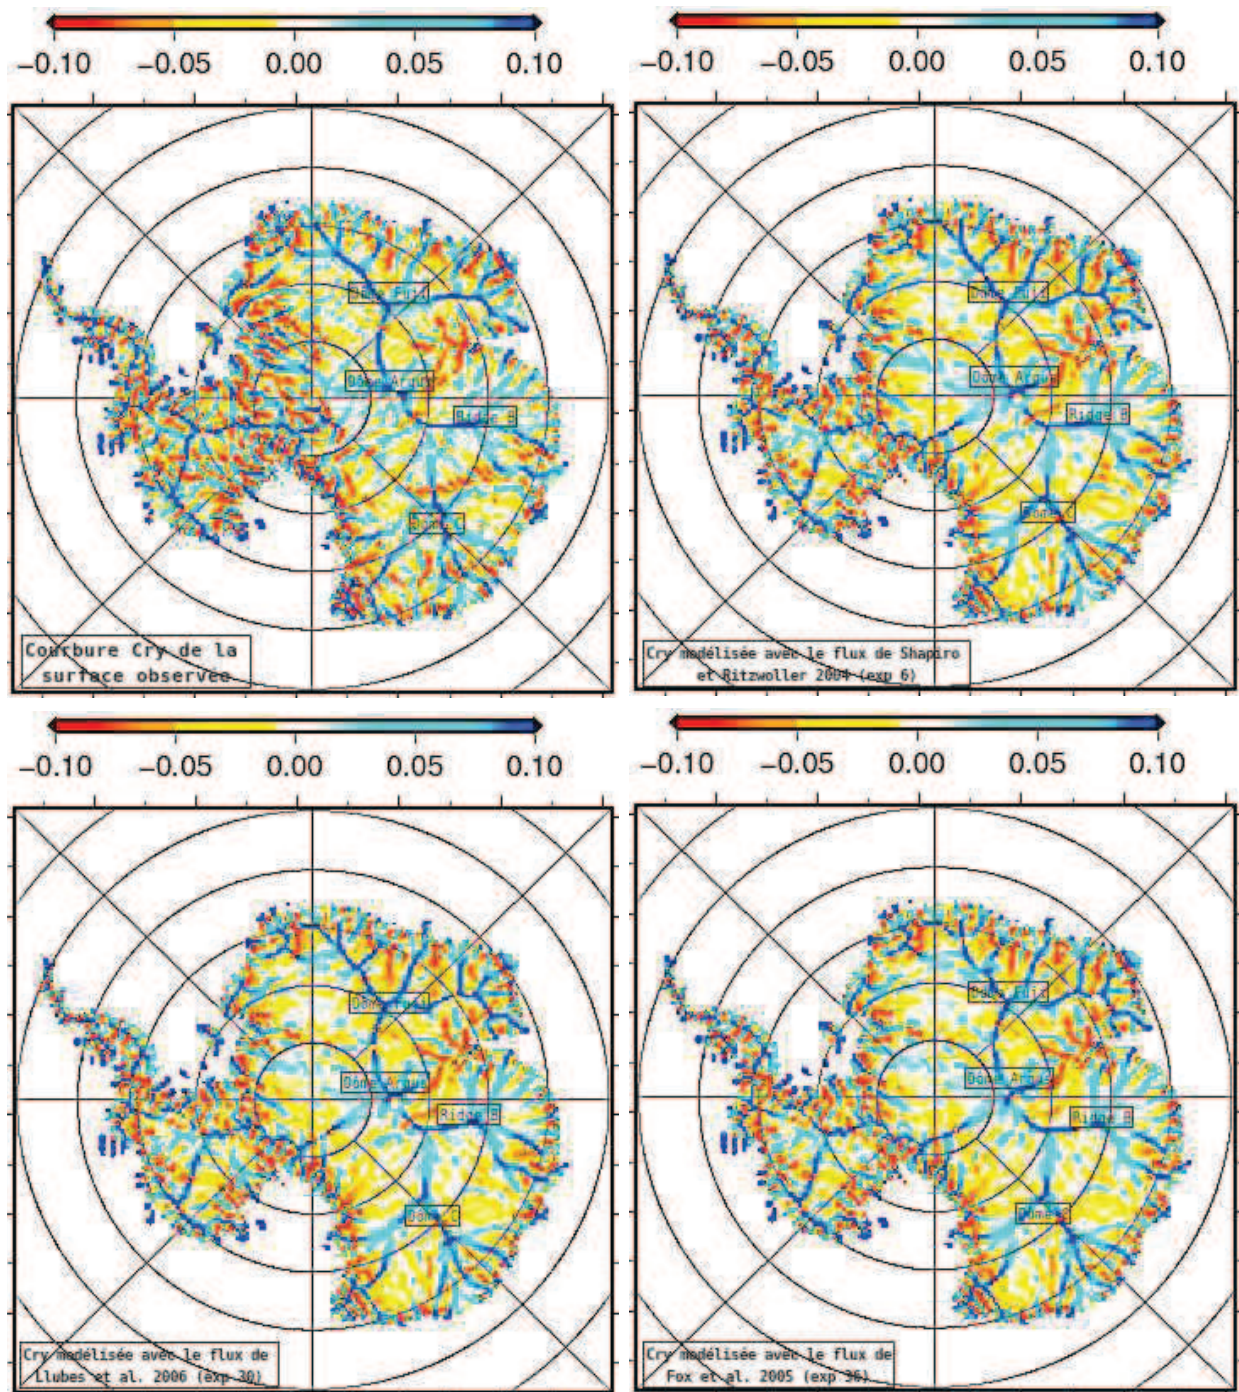 −0.10 −0.05 0.00 0.05 0.10
−0.10 −0.05 0.00 0.05 0.10
Dôme Fuji
Dôme Argus
Ridge B
Dôme C
Courbure Cry de la
surface observée
Dôme Fuji
Dôme Argus
Ridge B
Dôme C
Cry modélisée avec le flux de Shapiro
et Ritzwoller 2004 (exp 6)
−0.10 −0.05 0.00 0.05 0.10
−0.10 −0.05 0.00 0.05 0.10
Dôme Fuji
Dôme Argus
Ridge B
Dôme C
Cry modélisée avec le flux de
Llubes et al. 2006 (exp 30)
Dôme Fuji
Dôme Argus
Ridge B
Dôme C
Cry modélisée avec le flux de
Fox et al. 2005 (exp 36)